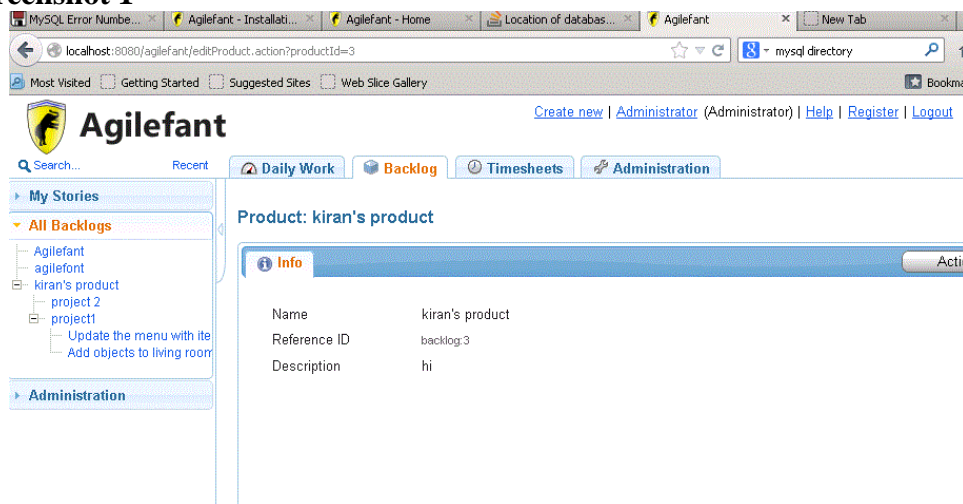 MySQL Error Numbe... Agilefant - Installati... Agilefant - Home Location of databas... Agilefant New Tab
localhost:8080/agilefant/editProduct.action?productId=3 mysql directory
Most Visited Getting Started Suggested Sites Web Slice Gallery
Agilefant
Create new | Administrator (Administrator) | Help | Register | Logout
Search... Recent
Daily Work Backlog Timesheets Administration
My Stories
All Backlogs
Agilefant
agilefont
kiran's product
project 2
project1
Update the menu with ite
Add objects to living room
Administration
Product: kiran's product
Info
Name kiran's product
Reference ID backlog:3
Description hi